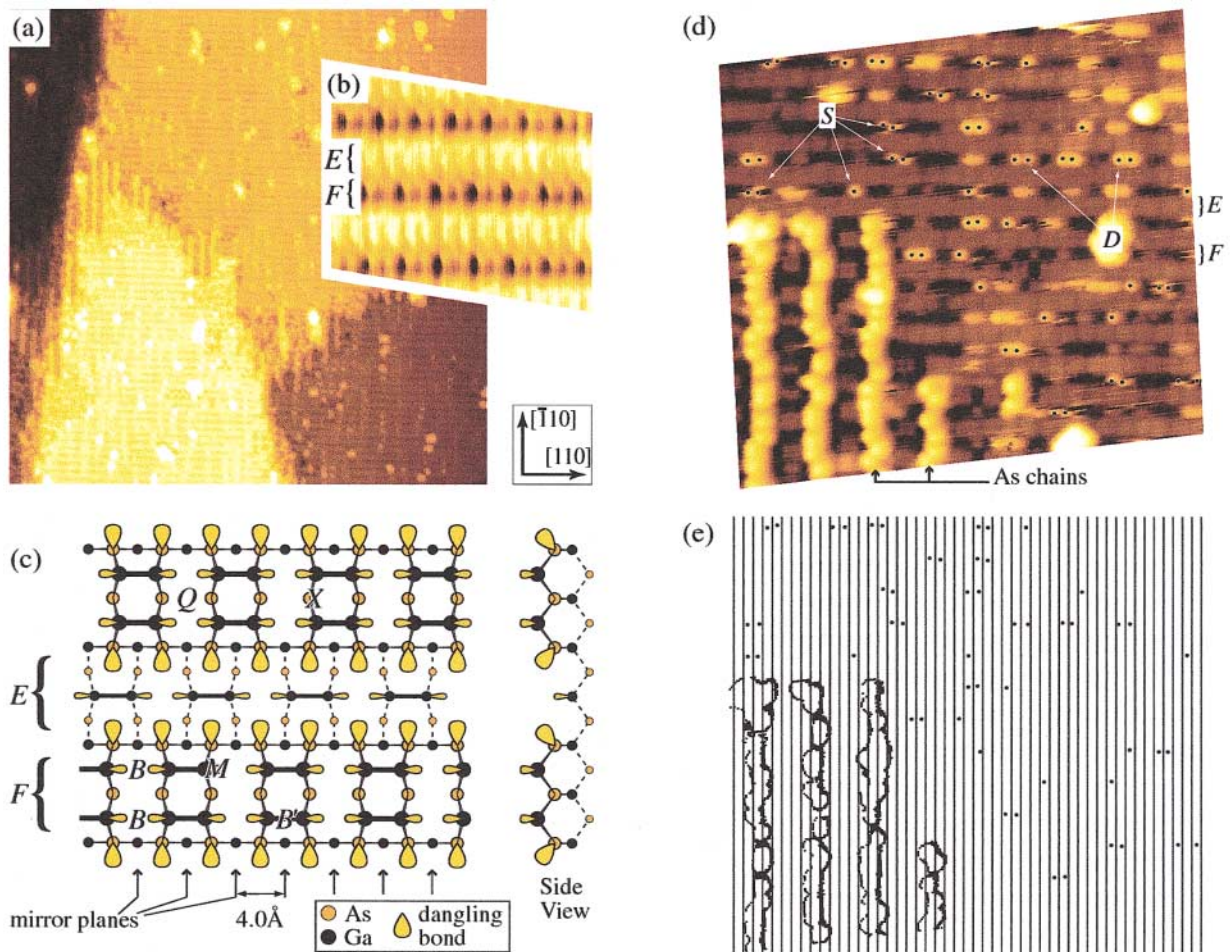 (a)
(b)
E {
F {
[1̄10]
[110]
(d)
S
D
} E
} F
As chains
(c)
Q
X
E {
F {
B
M
B
B'
mirror planes
4.0Å
As
Ga
dangling
bond
Side
View
(e)